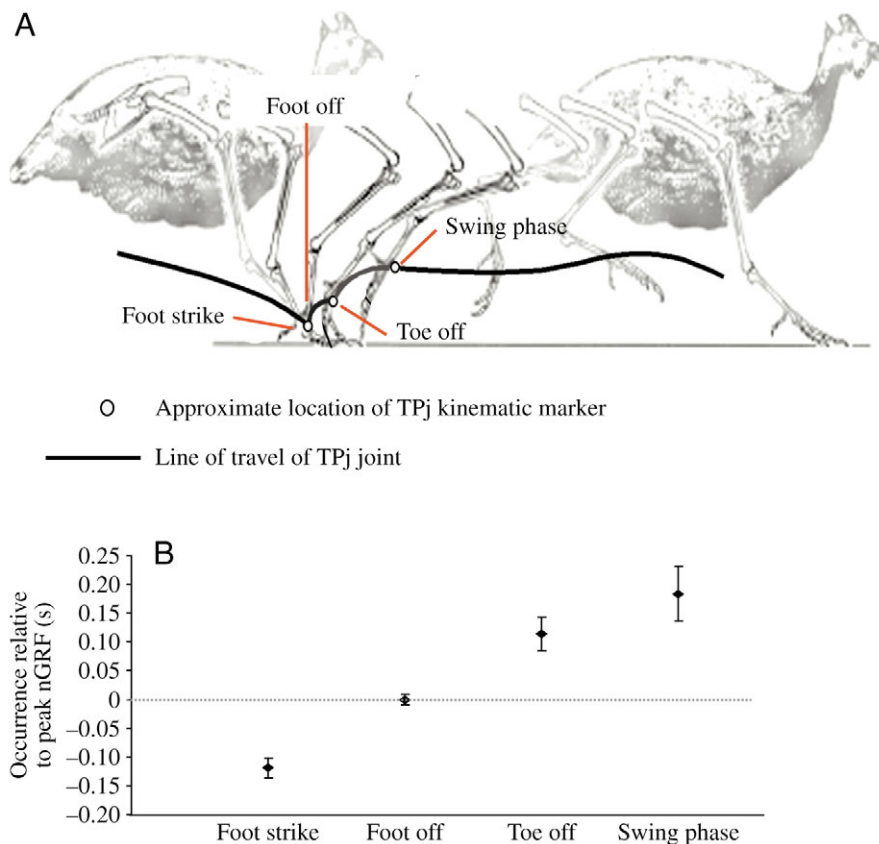 A
Foot off
Swing phase
Foot strike
Toe off
Approximate location of TPj kinematic marker
Line of travel of TPj joint
B
Occurrence relative
to peak nGRF (s)
0.25
0.20
0.15
0.10
0.05
0
–0.05
–0.10
–0.15
–0.20
Foot strike Foot off Toe off Swing phase